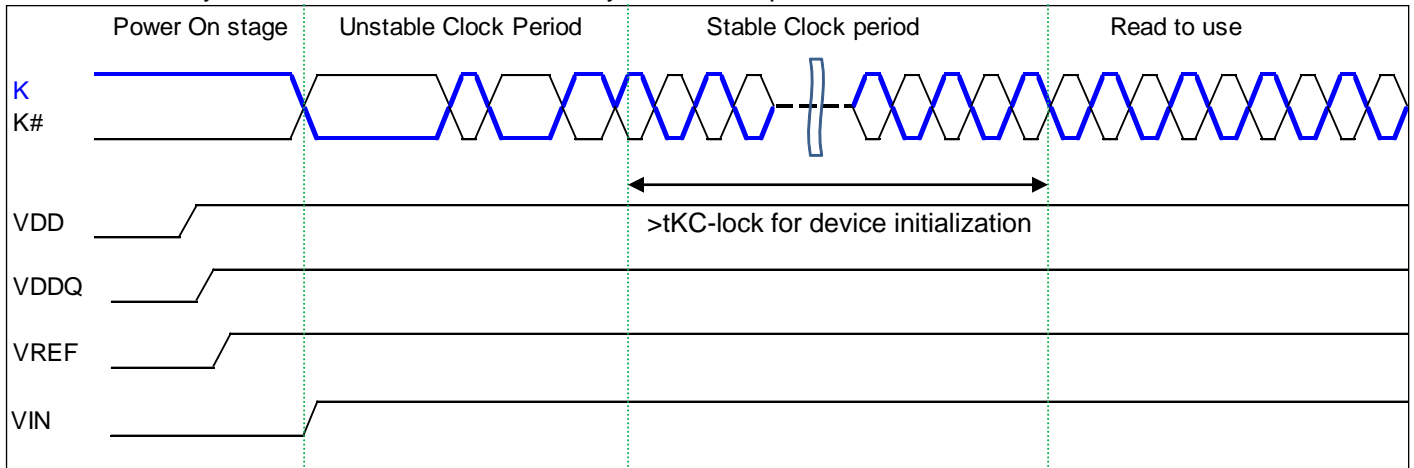 Power On stage
Unstable Clock Period
Stable Clock period
Read to use
K
K#
VDD
>tKC-lock for device initialization
VDDQ
VREF
VIN